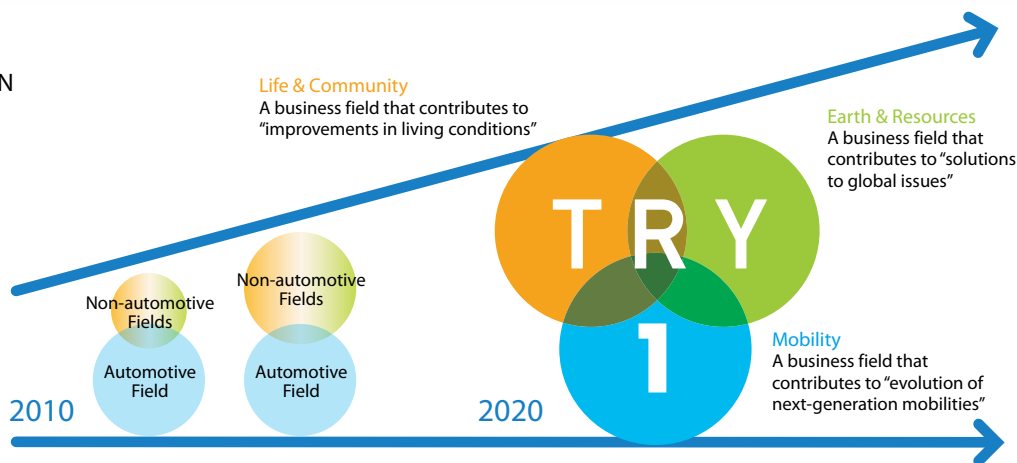 N
Life & Community
A business field that contributes to
“improvements in living conditions”
Earth & Resources
A business field that
contributes to “solutions
to global issues”
T R Y
1
Non-automotive
Fields
Automotive
Field
Non-automotive
Fields
Automotive
Field
Mobility
A business field that
contributes to “evolution of
next-generation mobilities”
2010
2020